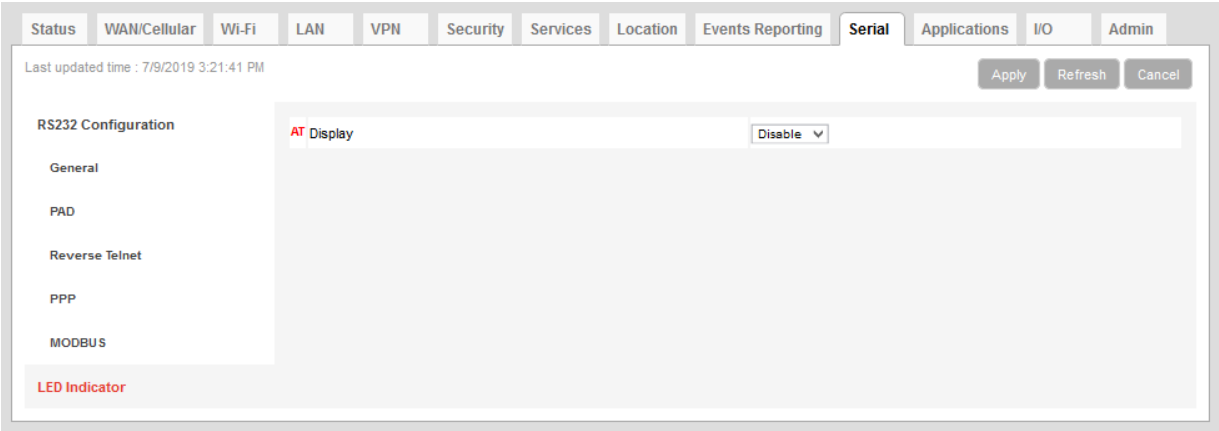 Status WAN/Cellular Wi-Fi LAN VPN Security Services Location Events Reporting Serial Applications I/O Admin
Last updated time : 7/9/2019 3:21:41 PM
Apply Refresh Cancel
RS232 Configuration
AT Display Disable
General
PAD
Reverse Telnet
PPP
MODBUS
LED Indicator